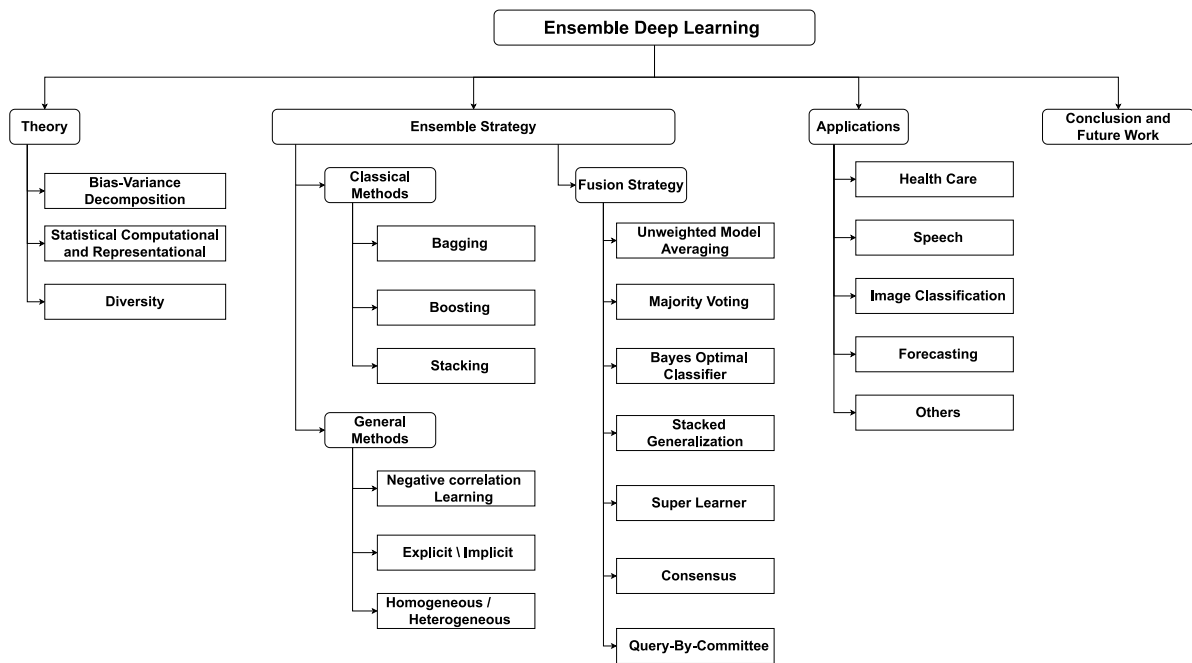 Ensemble Deep Learning
Theory
Bias-Variance
Decomposition
Statistical Computational
and Representational
Diversity
Ensemble Strategy
Classical
Methods
Bagging
Boosting
Stacking
General
Methods
Negative correlation
Learning
Explicit \ Implicit
Homogeneous /
Heterogeneous
Fusion Strategy
Unweighted Model
Averaging
Majority Voting
Bayes Optimal
Classifier
Stacked
Generalization
Super Learner
Consensus
Query-By-Committee
Applications
Health Care
Speech
Image Classification
Forecasting
Others
Conclusion and
Future Work